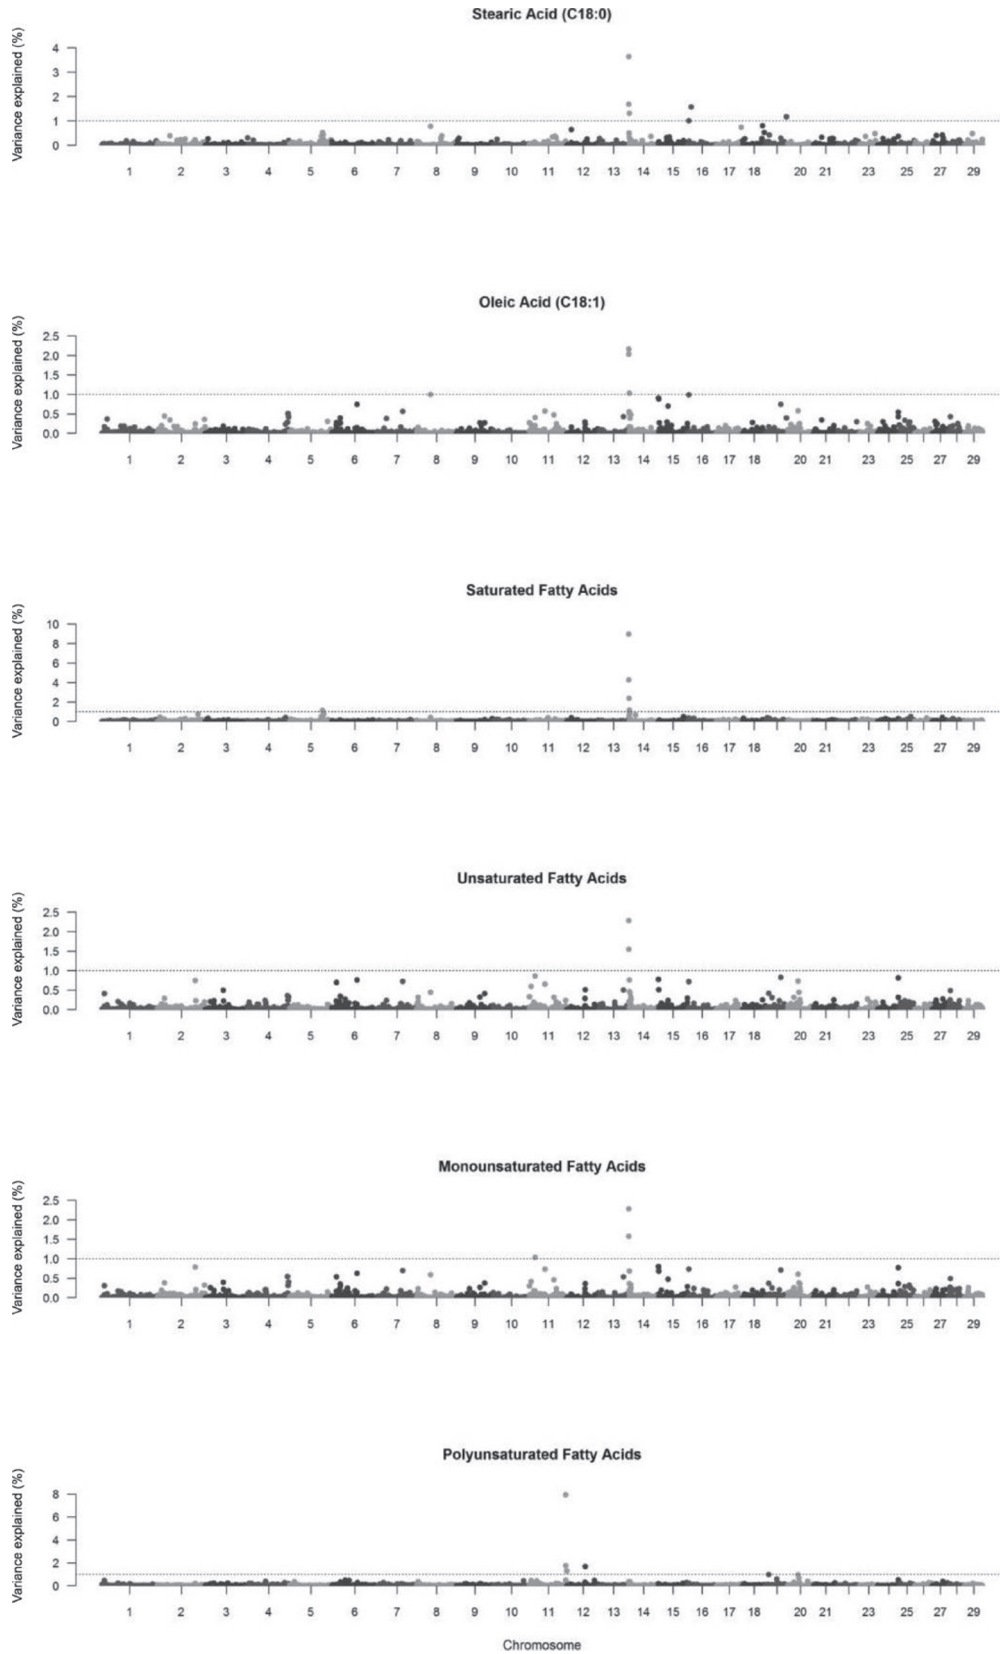 Stearic Acid (C18:0)
Variance explained (%)
4
3
2
1
0
1 2 3 4 5 6 7 8 9 10 11 12 13 14 15 16 17 18 20 21 23 25 27 29
Oleic Acid (C18:1)
Variance explained (%)
2.5
2.0
1.5
1.0
0.5
0.0
1 2 3 4 5 6 7 8 9 10 11 12 13 14 15 16 17 18 20 21 23 25 27 29
Saturated Fatty Acids
Variance explained (%)
10
8
6
4
2
0
1 2 3 4 5 6 7 8 9 10 11 12 13 14 15 16 17 18 20 21 23 25 27 29
Unsaturated Fatty Acids
Variance explained (%)
2.5
2.0
1.5
1.0
0.5
0.0
1 2 3 4 5 6 7 8 9 10 11 12 13 14 15 16 17 18 20 21 23 25 27 29
Monounsaturated Fatty Acids
Variance explained (%)
2.5
2.0
1.5
1.0
0.5
0.0
1 2 3 4 5 6 7 8 9 10 11 12 13 14 15 16 17 18 20 21 23 25 27 29
Polyunsaturated Fatty Acids
Variance explained (%)
8
6
4
2
0
1 2 3 4 5 6 7 8 9 10 11 12 13 14 15 16 17 18 20 21 23 25 27 29
Chromosome